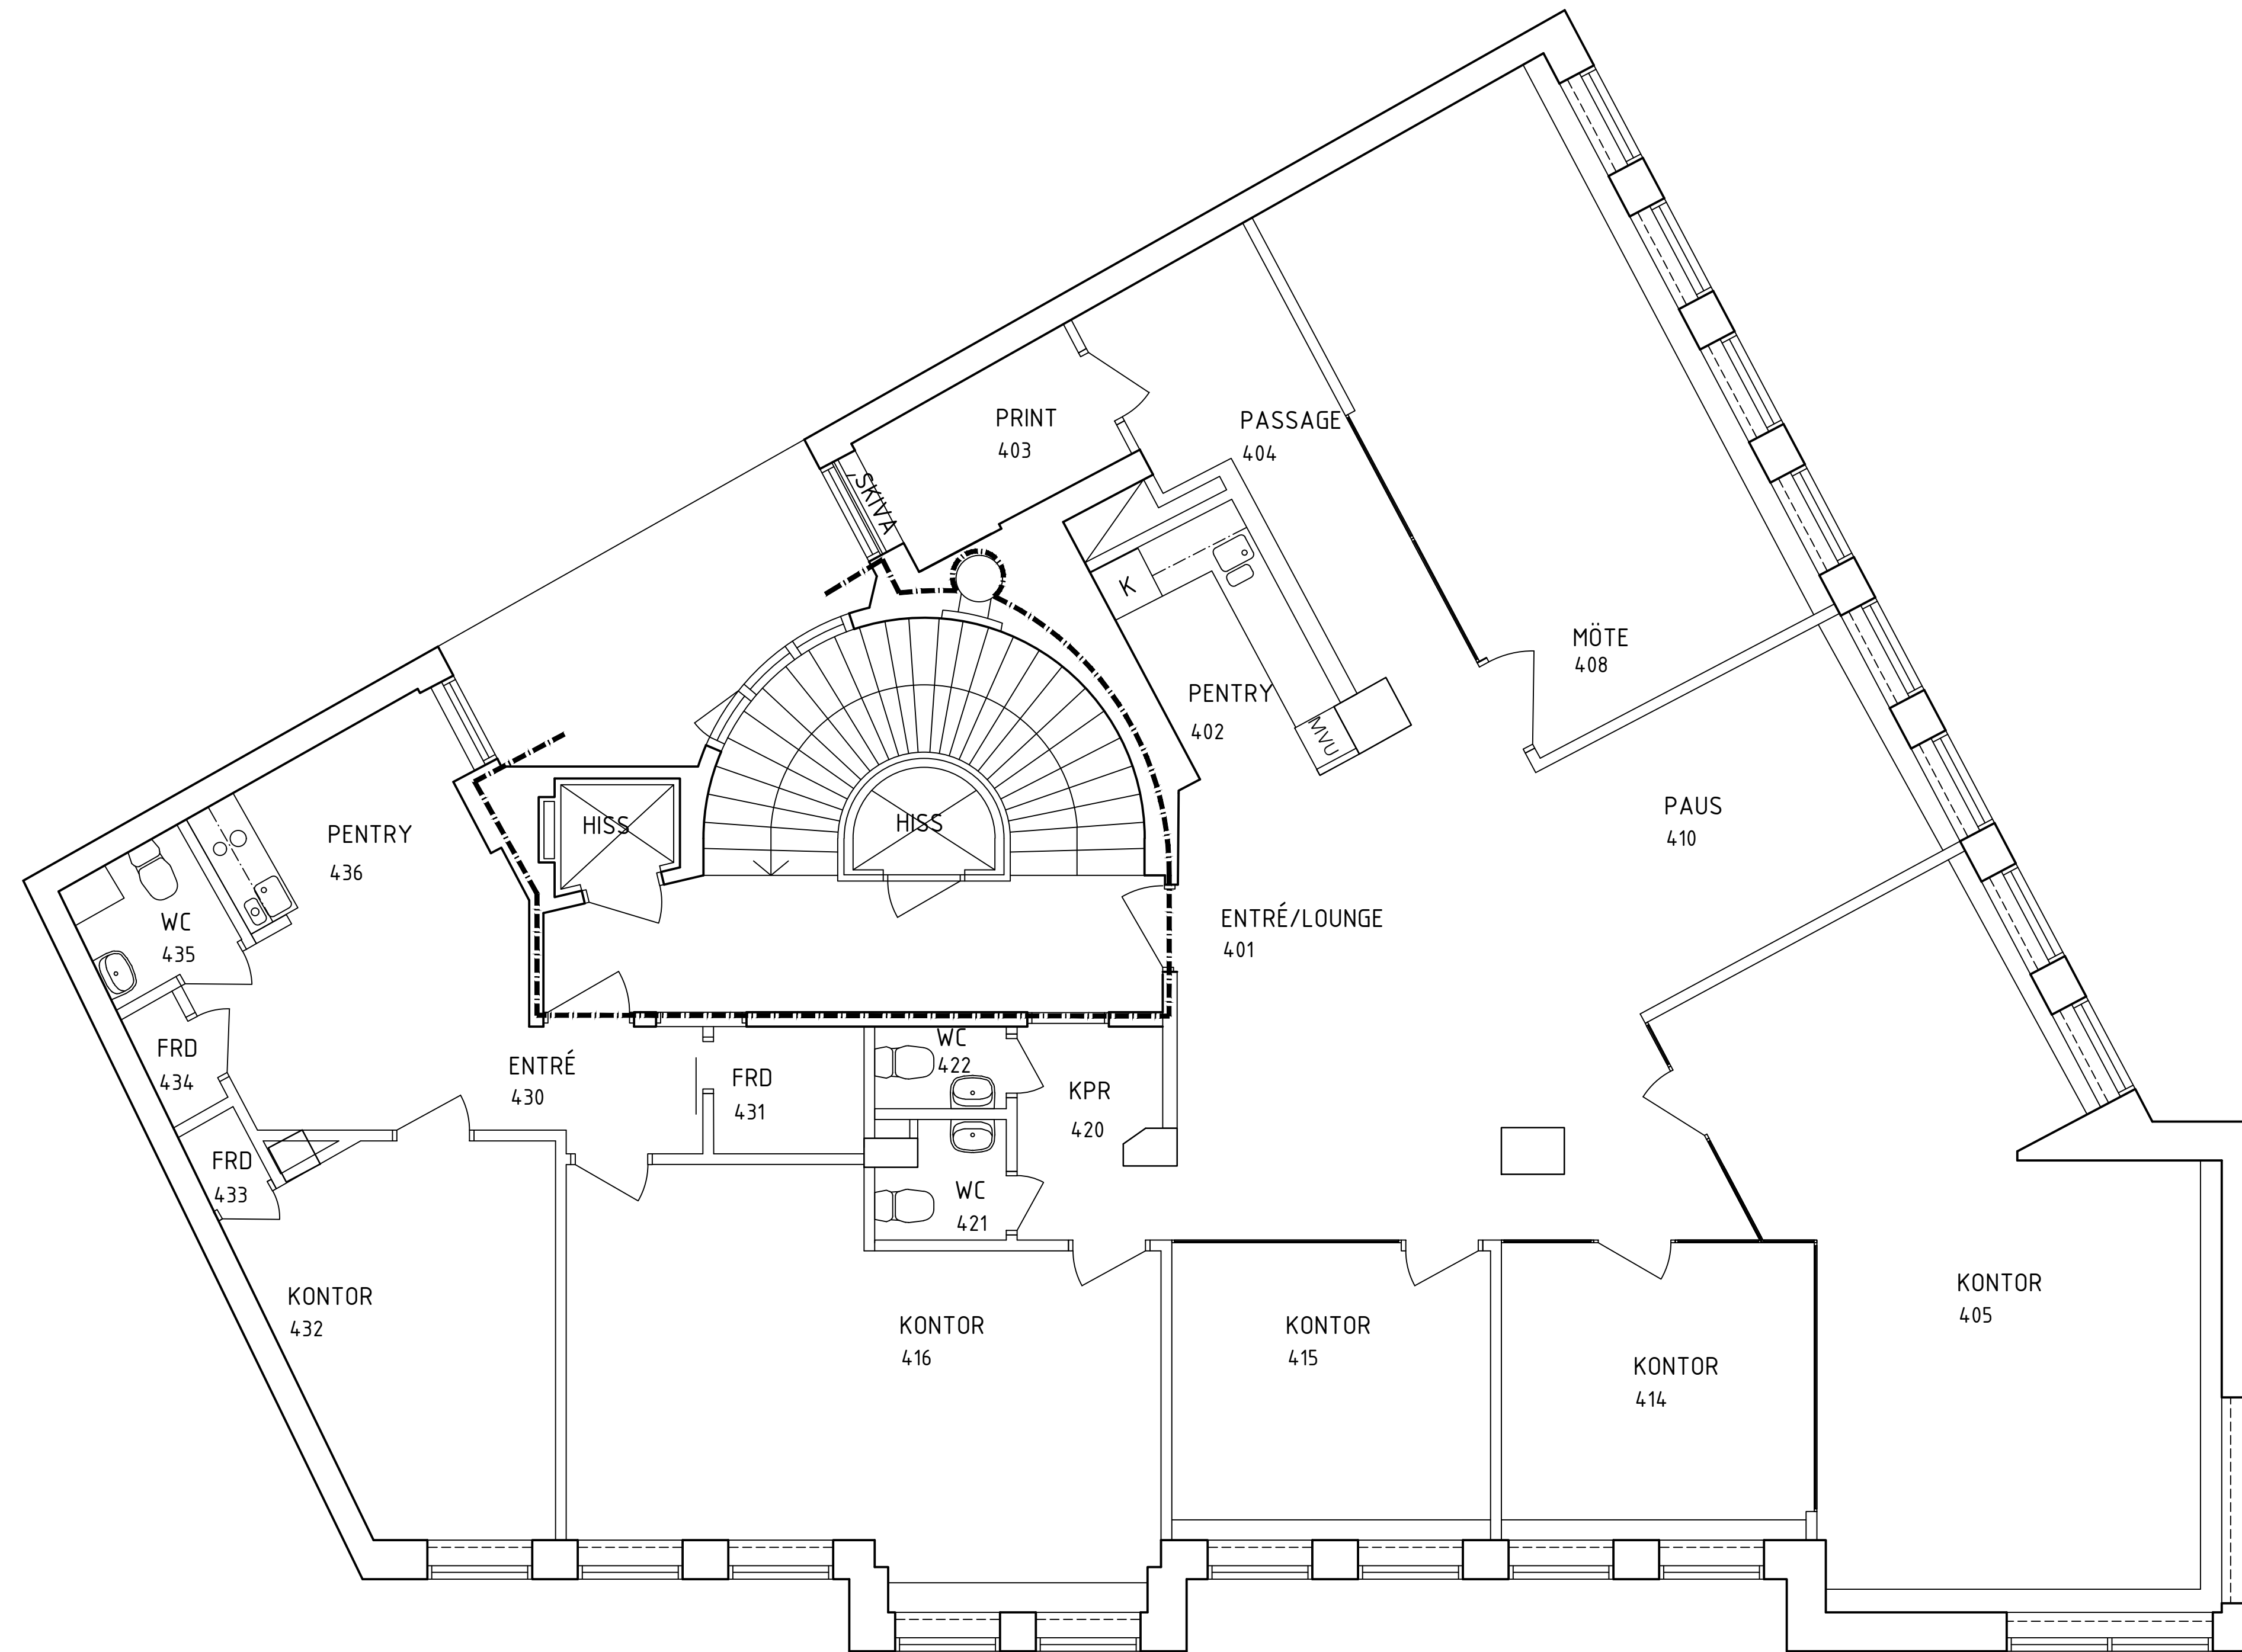 PRINT
403
PASSAGE
404
SKIVA
K
MÖTE
408
PENTRY
402
MVU
PAUS
410
HISS
HISS
PENTRY
436
WC
435
ENTRÉ/LOUNGE
401
FRD
434
ENTRÉ
430
FRD
431
WC
422
KPR
420
FRD
433
WC
421
KONTOR
432
KONTOR
416
KONTOR
415
KONTOR
414
KONTOR
405